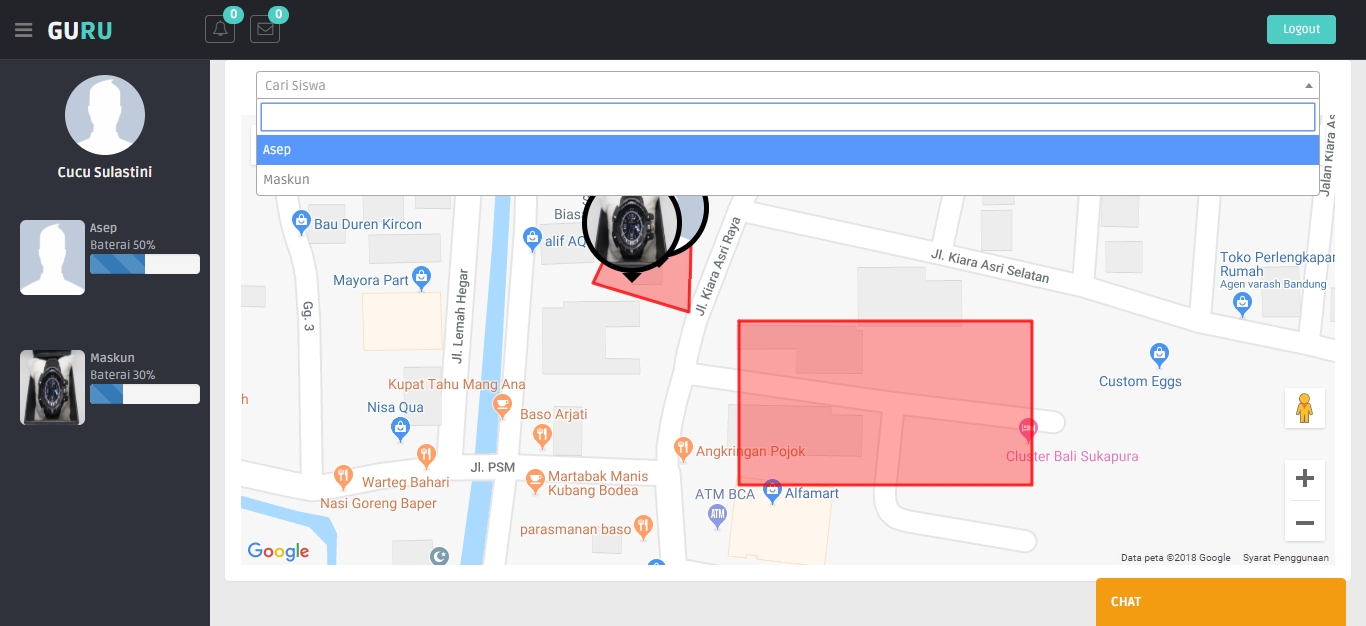 GURU
0
0
Logout
Cari Siswa
Asep
Maskun
Cucu Sulastini
Asep
Baterai 50%
Maskun
Baterai 30%
Jalan Kiara As
Bau Duren Kircon
Bias
alif AQ
Mayora Part
Gg. 3
Jl. Lemah Hegar
Jl. Kiara Asri Raya
Jl. Kiara Asri Selatan
Toko Perlengkapan
Rumah
Agen varash Bandung
Custom Eggs
Kupat Tahu Mang Ana
h
Nisa Qua
Baso Arjati
Angkringan Pojok
Cluster Bali Sukapura
Jl. PSM
Warteg Bahari
Martabak Manis
Kubang Bodea
Nasi Goreng Baper
ATM BCA
ATM
Alfamart
parasmanan baso
Google
Data peta ©2018 Google
Syarat Penggunaan
CHAT